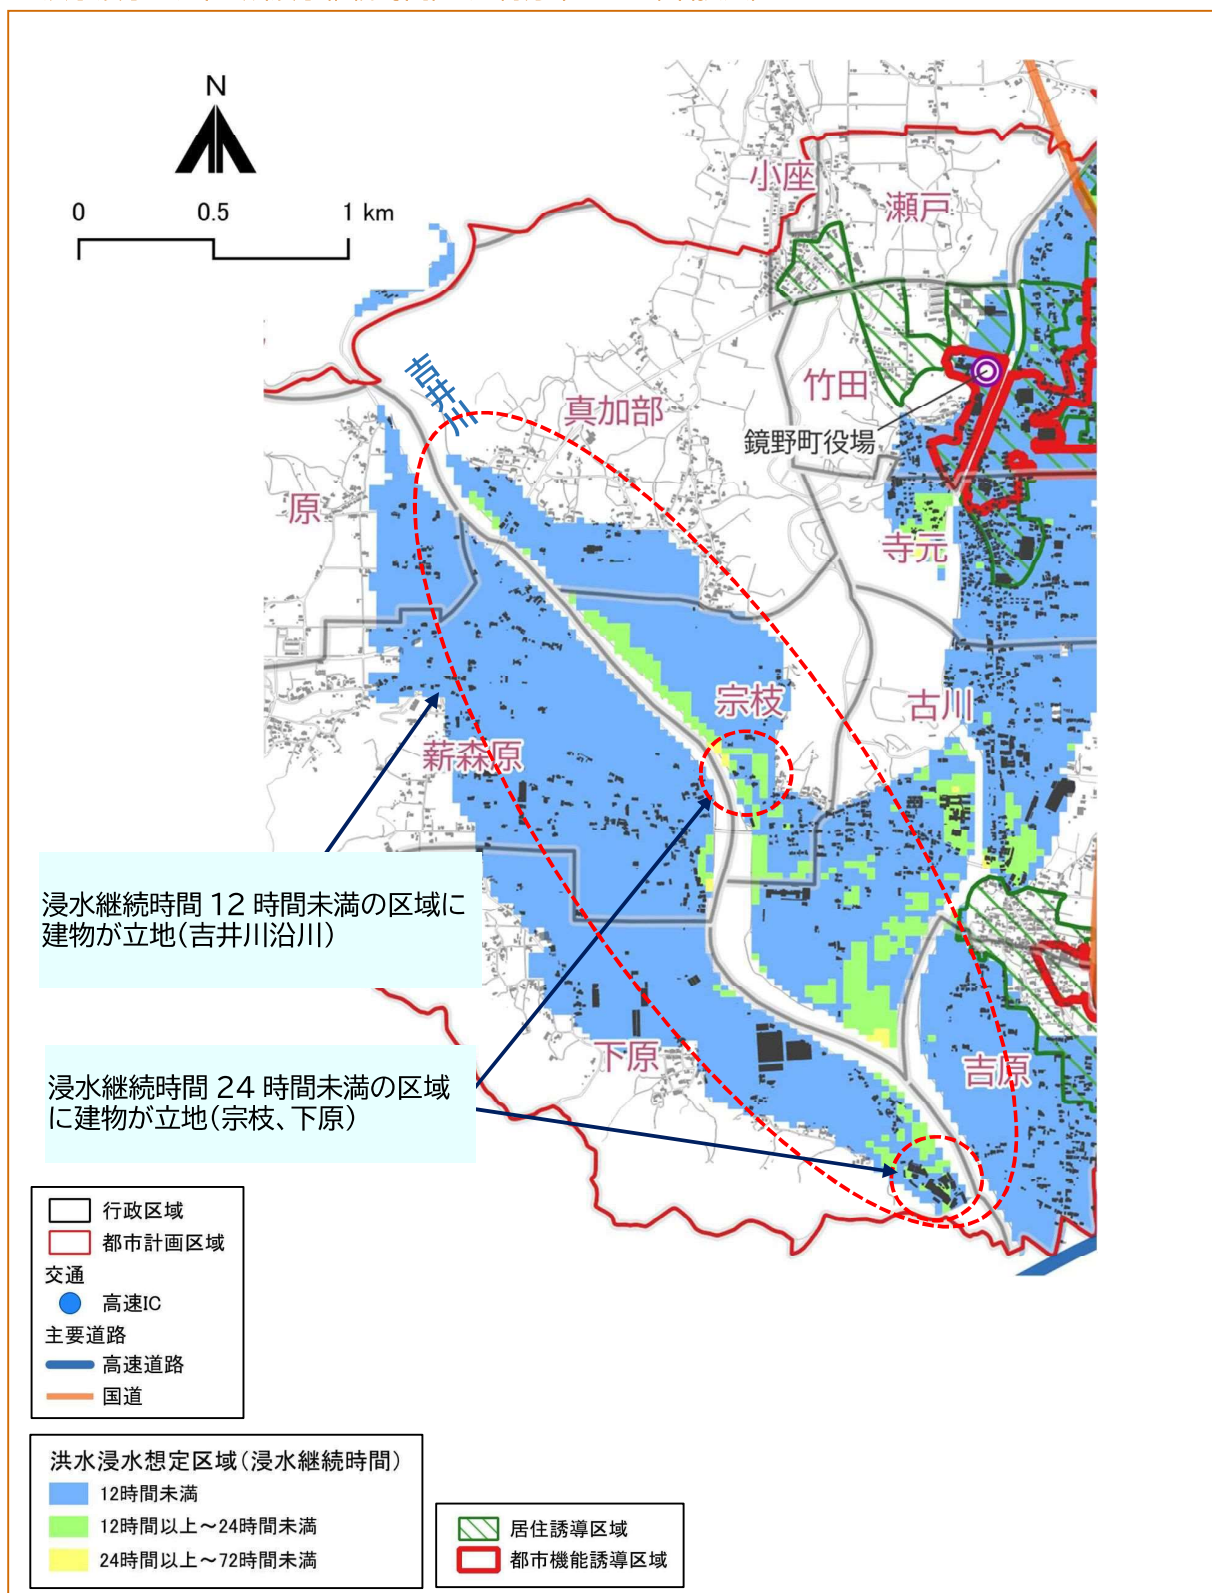 N
0 0.5 1 km
小座
瀬戸
吉井川
真加部
竹田
鏡野町役場
原
寺元
宗枝
古川
薪森原
浸水継続時間 12 時間未満の区域に
建物が立地(吉井川沿川)
下原
吉原
浸水継続時間 24 時間未満の区域
に建物が立地(宗枝、下原)
行政区域
都市計画区域
交通
高速IC
主要道路
高速道路
国道
洪水浸水想定区域(浸水継続時間)
12時間未満
12時間以上~24時間未満
24時間以上~72時間未満
居住誘導区域
都市機能誘導区域